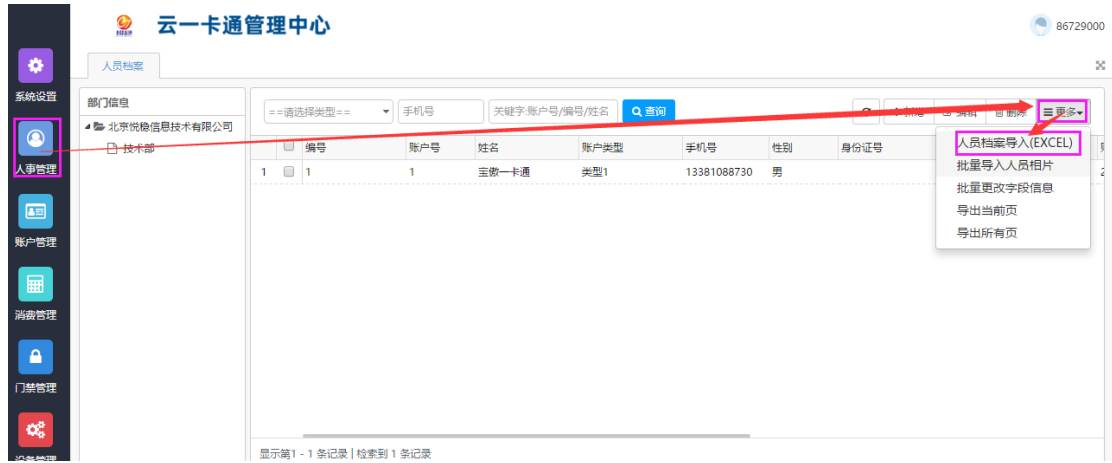 云一卡通管理中心
86729000
人员档案
系统设置
人事管理
账户管理
消费管理
门禁管理
部门信息
北京悦稳信息技术有限公司
技术部
==请选择类型==
手机号
关键字:账户号/编号/姓名
查询
编辑
删除
更多
编号 账户号 姓名 账户类型 手机号 性别 身份证号
1 1 1 宝傲一卡通 类型1 13381088730 男
人员档案导入(EXCEL)
批量导入人员相片
批量更改字段信息
导出当前页
导出所有页
显示第1 - 1 条记录 | 检索到 1 条记录